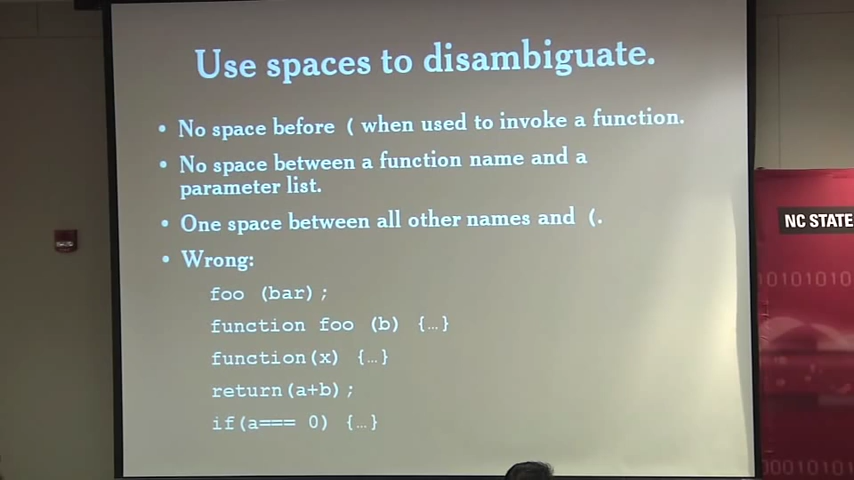 Use spaces to disambiguate.
• No space before ( when used to invoke a function.
• No space between a function name and a
parameter list.
• One space between all other names and (.
• Wrong:
foo (bar);
function foo (b) {…}
function(x) {…}
return(a+b);
if(a=== 0) {…}
NC STATE
1010101010
0010101010